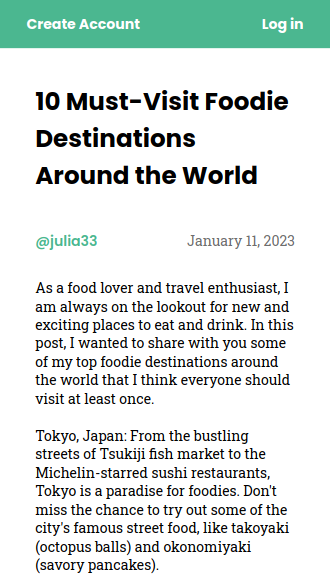 Create Account Log in
10 Must-Visit Foodie
Destinations
Around the World
@julia33 January 11, 2023
As a food lover and travel enthusiast, I
am always on the lookout for new and
exciting places to eat and drink. In this
post, I wanted to share with you some
of my top foodie destinations around
the world that I think everyone should
visit at least once.
Tokyo, Japan: From the bustling
streets of Tsukiji fish market to the
Michelin-starred sushi restaurants,
Tokyo is a paradise for foodies. Don't
miss the chance to try out some of the
city's famous street food, like takoyaki
(octopus balls) and okonomiyaki
(savory pancakes).